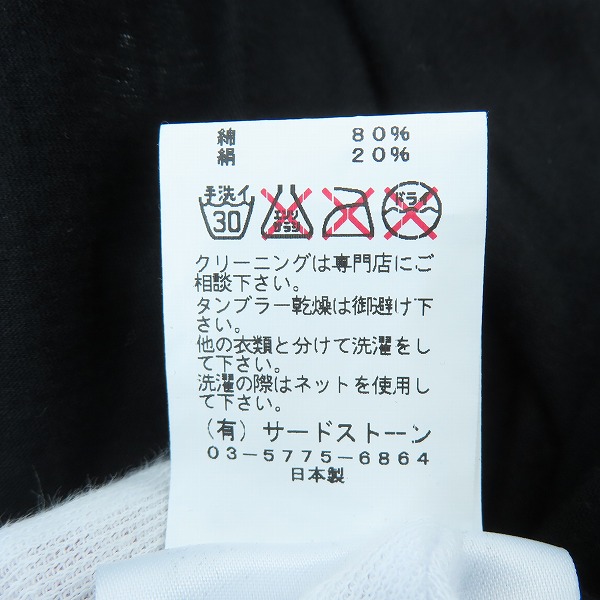 綿 80%
絹 20%
手洗イ エンソサラシ ドライ
30
クリーニングは専門店にご
相談下さい。
タンブラー乾燥は御避け下
さい。
他の衣類と分けて洗濯をし
て下さい。
洗濯の際はネットを使用し
て下さい。
(有)サードストーン
03-5775-6864
日本製